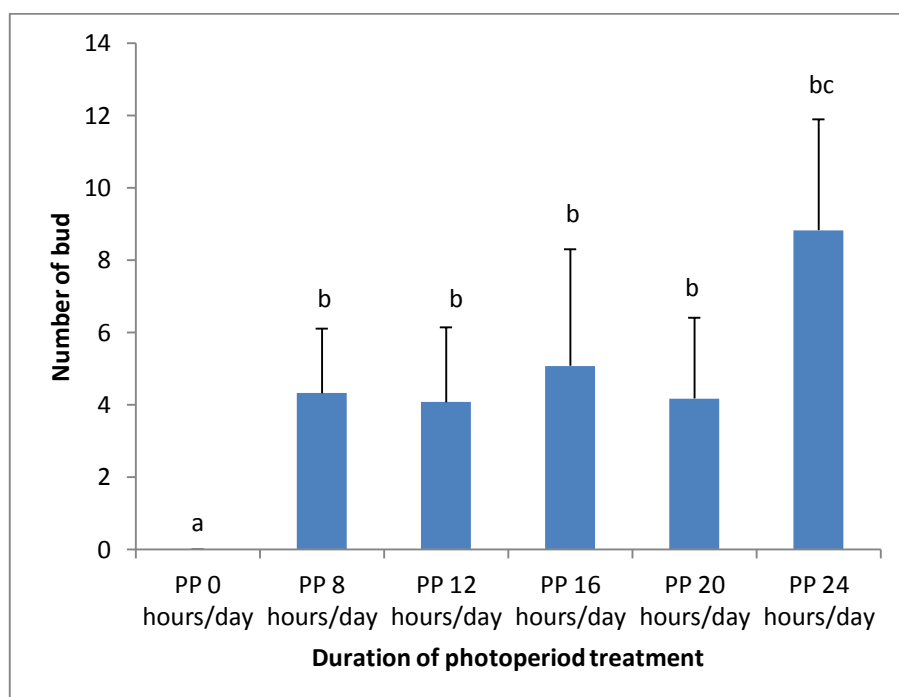 14
12
10
8
6
4
2
0
Number of bud
a
b
b
b
b
bc
PP 0 hours/day
PP 8 hours/day
PP 12 hours/day
PP 16 hours/day
PP 20 hours/day
PP 24 hours/day
Duration of photoperiod treatment